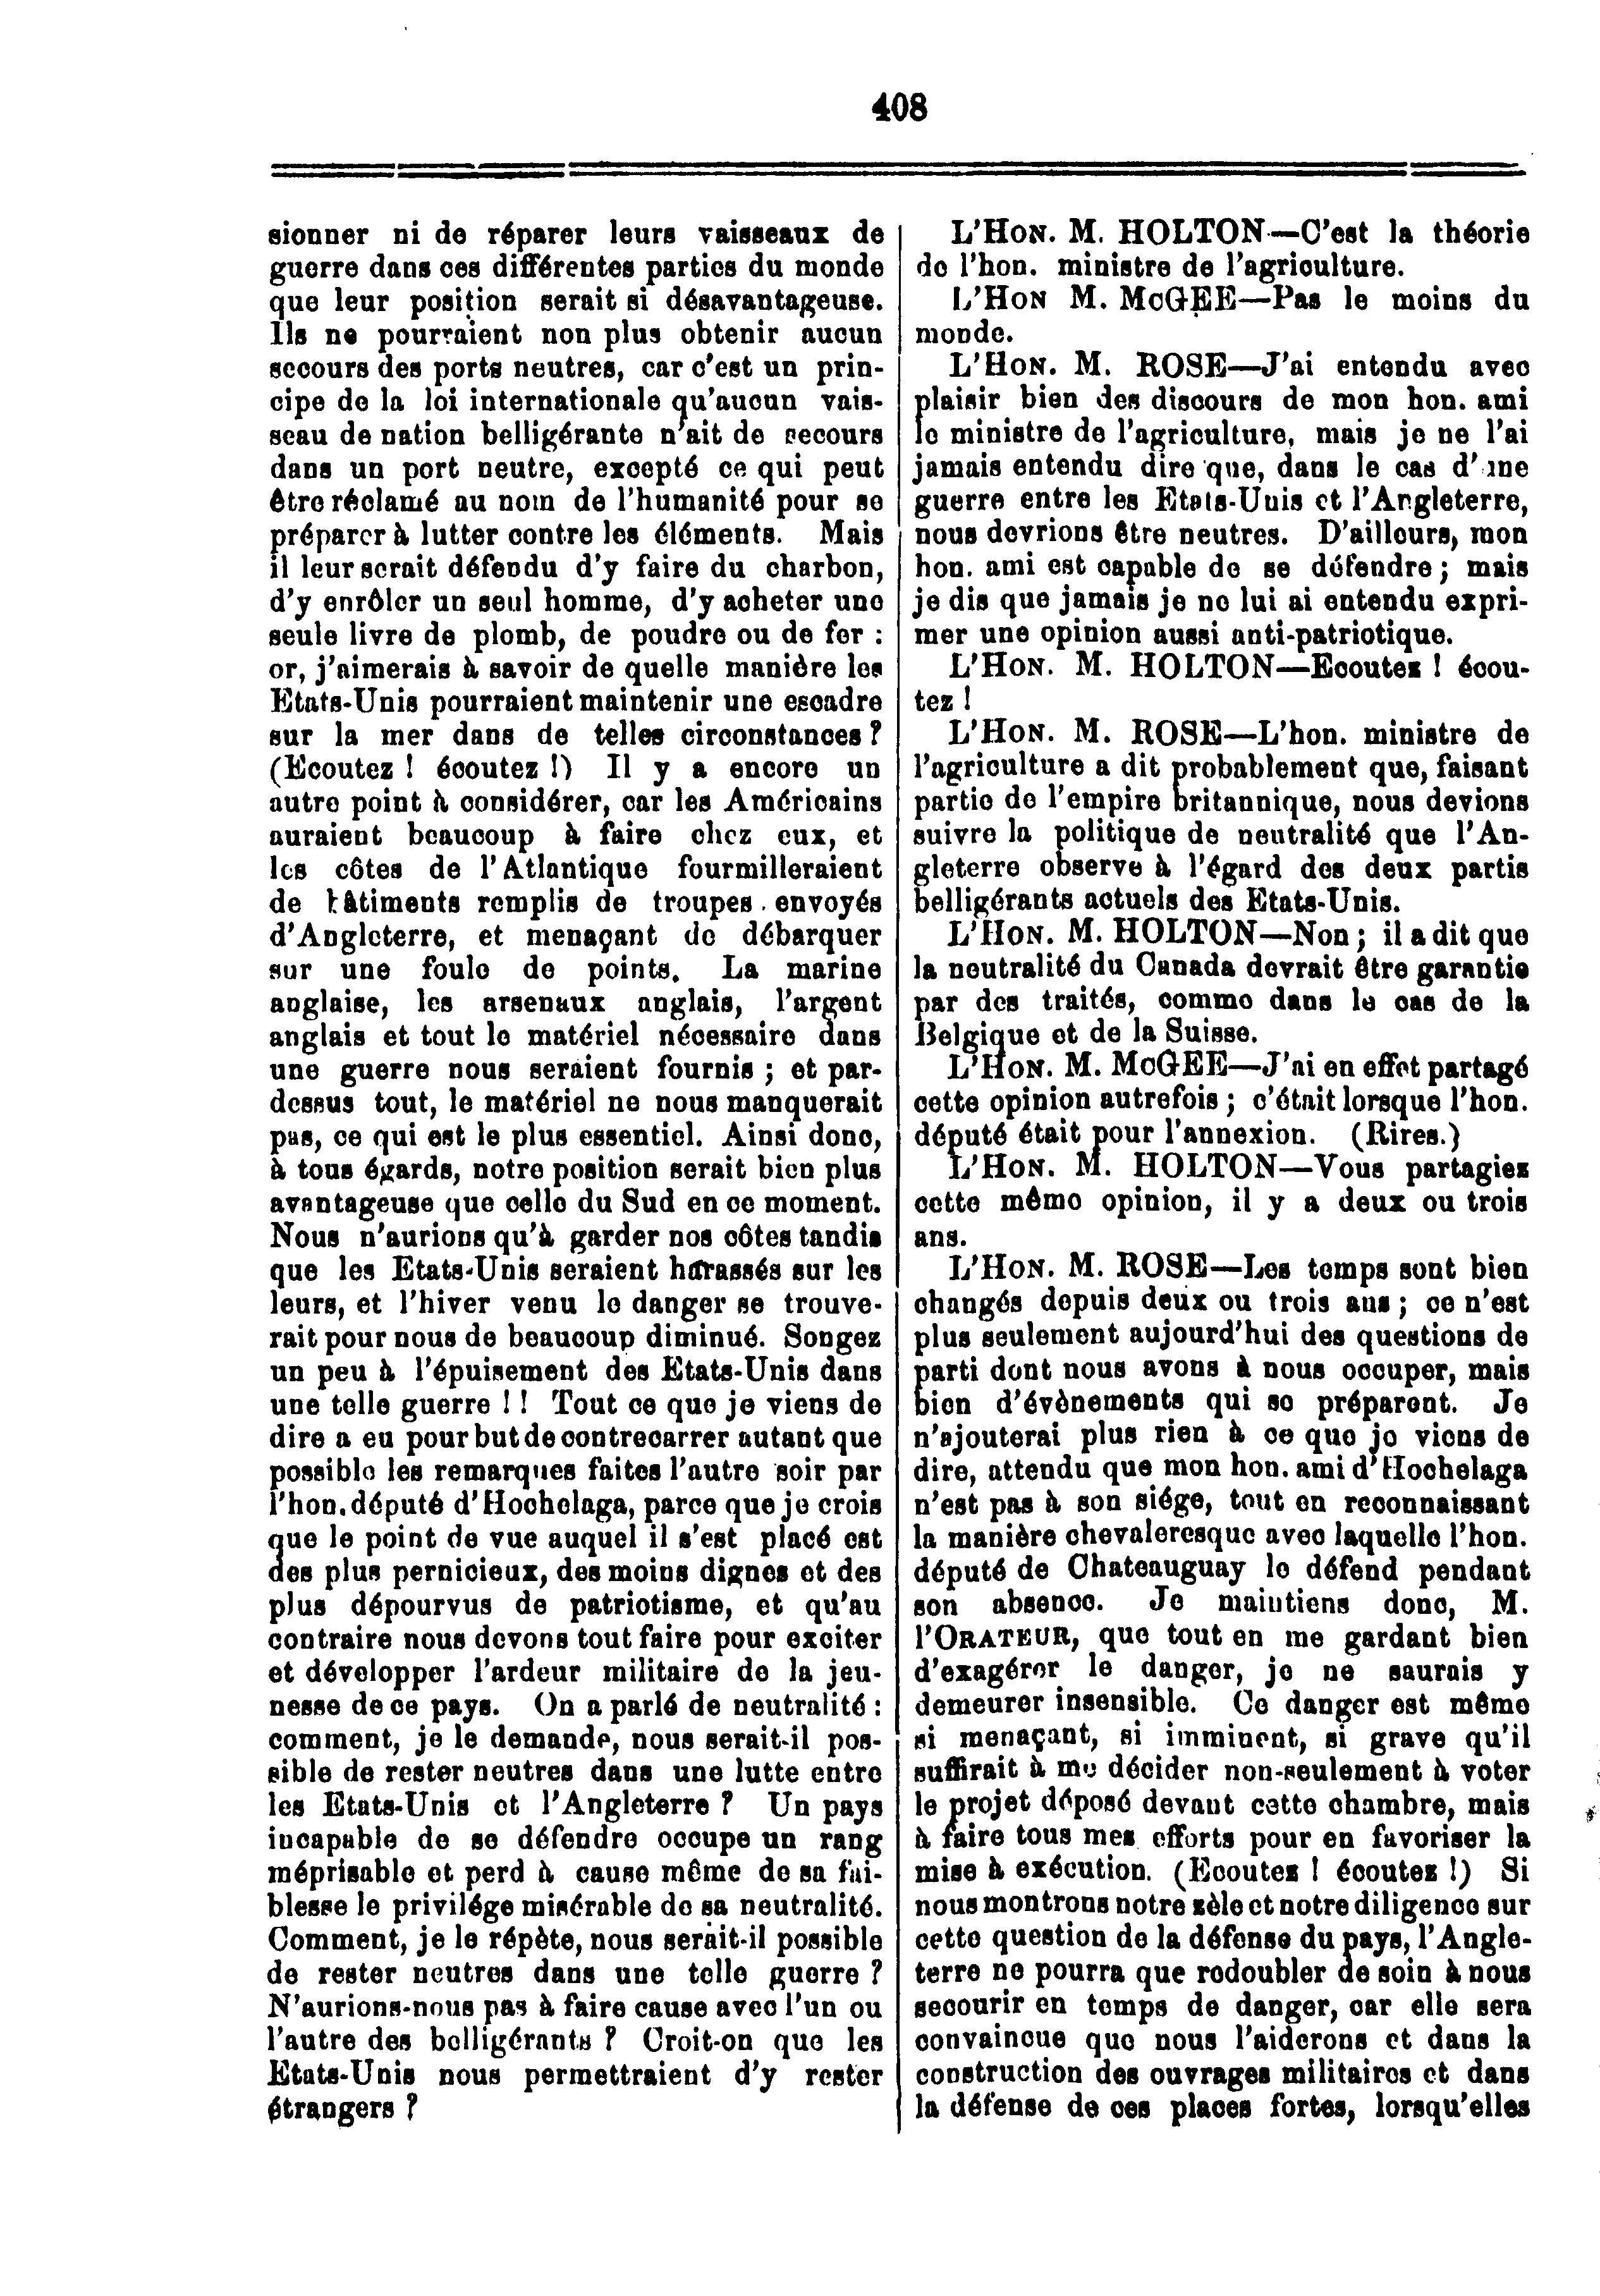 408
sionner ni de réparer leurs vaisseaux de
guerre dans ces différentes parties du monde
que leur position serait si désavantageuse.
Ils ne pourraient non plus obtenir aucun
secours des ports neutres, car c'est un prin-
cipe de la loi internationale qu'aucun vais-
seau de nation belligérante n'ait de secours
dans un port neutre, excepté ce qui peut
être réclamé au nom de l'humanité pour se
préparer à lutter contre les éléments. Mais
il leur serait défendu d'y faire du charbon,
d'y enrôler un seul homme, d'y acheter une
seule livre de plomb, de poudre ou de fer :
or, j'aimerais à savoir de quelle manière les
Etats-Unis pourraient maintenir une escadre
sur la mer dans de telles circonstances ?
(Ecoutez ! écoutez !) Il y a encore un
autre point à considérer, car les Américains
auraient beaucoup à faire chez eux, et
les côtes de l'Atlantique fourmilleraient
de bâtiments remplis de troupes envoyés
d'Angleterre, et menaçant de débarquer
sur une foule de points. La marine
anglaise, les arsenaux anglais, l'argent
anglais et tout le matériel nécessaire dans
une guerre nous seraient fournis ; et par-
dessus tout, le matériel ne nous manquerait
pas, ce qui est le plus essentiel. Ainsi donc,
à tous égards, notre position serait bien plus
avantageuse que celle du Sud en ce moment.
Nous n'aurions qu'à garder nos côtes tandis
que les Etats-Unis seraient harassés sur les
leurs, et l'hiver venu le danger se trouve-
rait pour nous de beaucoup diminué. Songez
un peu à l'épuisement des Etats-Unis dans
une telle guerre ! ! Tout ce que je viens de
dire a eu pour but de contrecarrer autant que
possible les remarques faites l'autre soir par
l'hon. député d'Hochelaga, parce que je crois
que le point de vue auquel il s'est placé est
des plus pernicieux, des moins dignes et des
plus dépourvus de patriotisme, et qu'au
contraire nous devons tout faire pour exciter
et développer l'ardeur militaire de la jeu-
nesse de ce pays. On a parlé de neutralité :
comment, je le demande, nous serait-il pos-
sible de rester neutres dans une lutte entre
les Etats-Unis et l'Angleterre ? Un pays
incapable de se défendre occupe un rang
méprisable et perd à cause même de sa fai-
blesse le privilége misérable de sa neutralité.
Comment, je le répète, nous serait-il possible
de rester neutres dans une telle guerre ?
N'aurions-nous pas à faire cause avec l'un ou
l'autre des belligérants ? Croit-on que les
Etats-Unis nous permettraient d'y rester
étrangers ?
L'HON. M. HOLTON—C'est la théorie
de l'hon. ministre de l'agriculture.
L'HON M. MCGEE—Pas le moins du
monde.
L'HON. M. ROSE—J'ai entendu avec
plaisir bien des discours de mon hon. ami
le ministre de l'agriculture, mais je ne l'ai
jamais entendu dire que, dans le cas d'une
guerre entre les Etats-Unis et l'Angleterre,
nous devrions être neutres. D'ailleurs, mon
hon. ami est capable de se défendre ; mais
je dis que jamais je ne lui ai entendu expri-
mer une opinion aussi anti-patriotique.
L'HON. M. HOLTON—Ecoutez ! écou-
tez !
L'HON. M. ROSE—L'hon. ministre de
l'agriculture a dit probablement que, faisant
partie de l'empire britannique, nous devions
suivre la politique de neutralité que l'An-
gleterre observe à l'égard des deux partis
belligérants actuels des Etats-Unis.
L'HON. M. HOLTON—Non ; il a dit que
la neutralité du Canada devrait être garantie
par des traités, comme dans le cas de la
Belgique et de la Suisse.
L'HON. M. MCGEE—J'ai en effet partagé
cette opinion autrefois ; c'était lorsque l'hon.
député était pour l'annexion. (Rires.)
L'HON. M. HOLTON—Vous partagiez
cette même opinion, il y a deux ou trois
ans.
L'HON. M. ROSE—Les temps sont bien
changés depuis deux ou trois ans ; ce n'est
plus seulement aujourd'hui des questions de
parti dont nous avons à nous occuper, mais
bien d'évènements qui se préparent. Je
n'ajouterai plus rien à ce que je viens de
dire, attendu que mon hon. ami d'Hochelaga
n'est pas à son siége, tout en reconnaissant
la manière chevaleresque avec laquelle l'hon.
député de Chateauguay le défend pendant
son absence. Je maintiens donc, M.
l'ORATEUR, que tout en me gardant bien
d'exagérer le danger, je ne saurais y
demeurer insensible. Ce danger est même
si menaçant, si imminent, si grave qu'il
suffirait à me décider non-seulement à voter
le projet déposé devant cette chambre, mais
à faire tous mes efforts pour en favoriser la
mise à exécution. (Ecoutez ! écoutez !) Si
nous montrons notre zèle et notre diligence sur
cette question de la défense du pays, l'Angle-
terre ne pourra que redoubler de soin à nous
secourir en temps de danger, car elle sera
convaincue que nous l'aiderons et dans la
construction des ouvrages militaires et dans
la défense de ces places fortes, lorsqu'elles